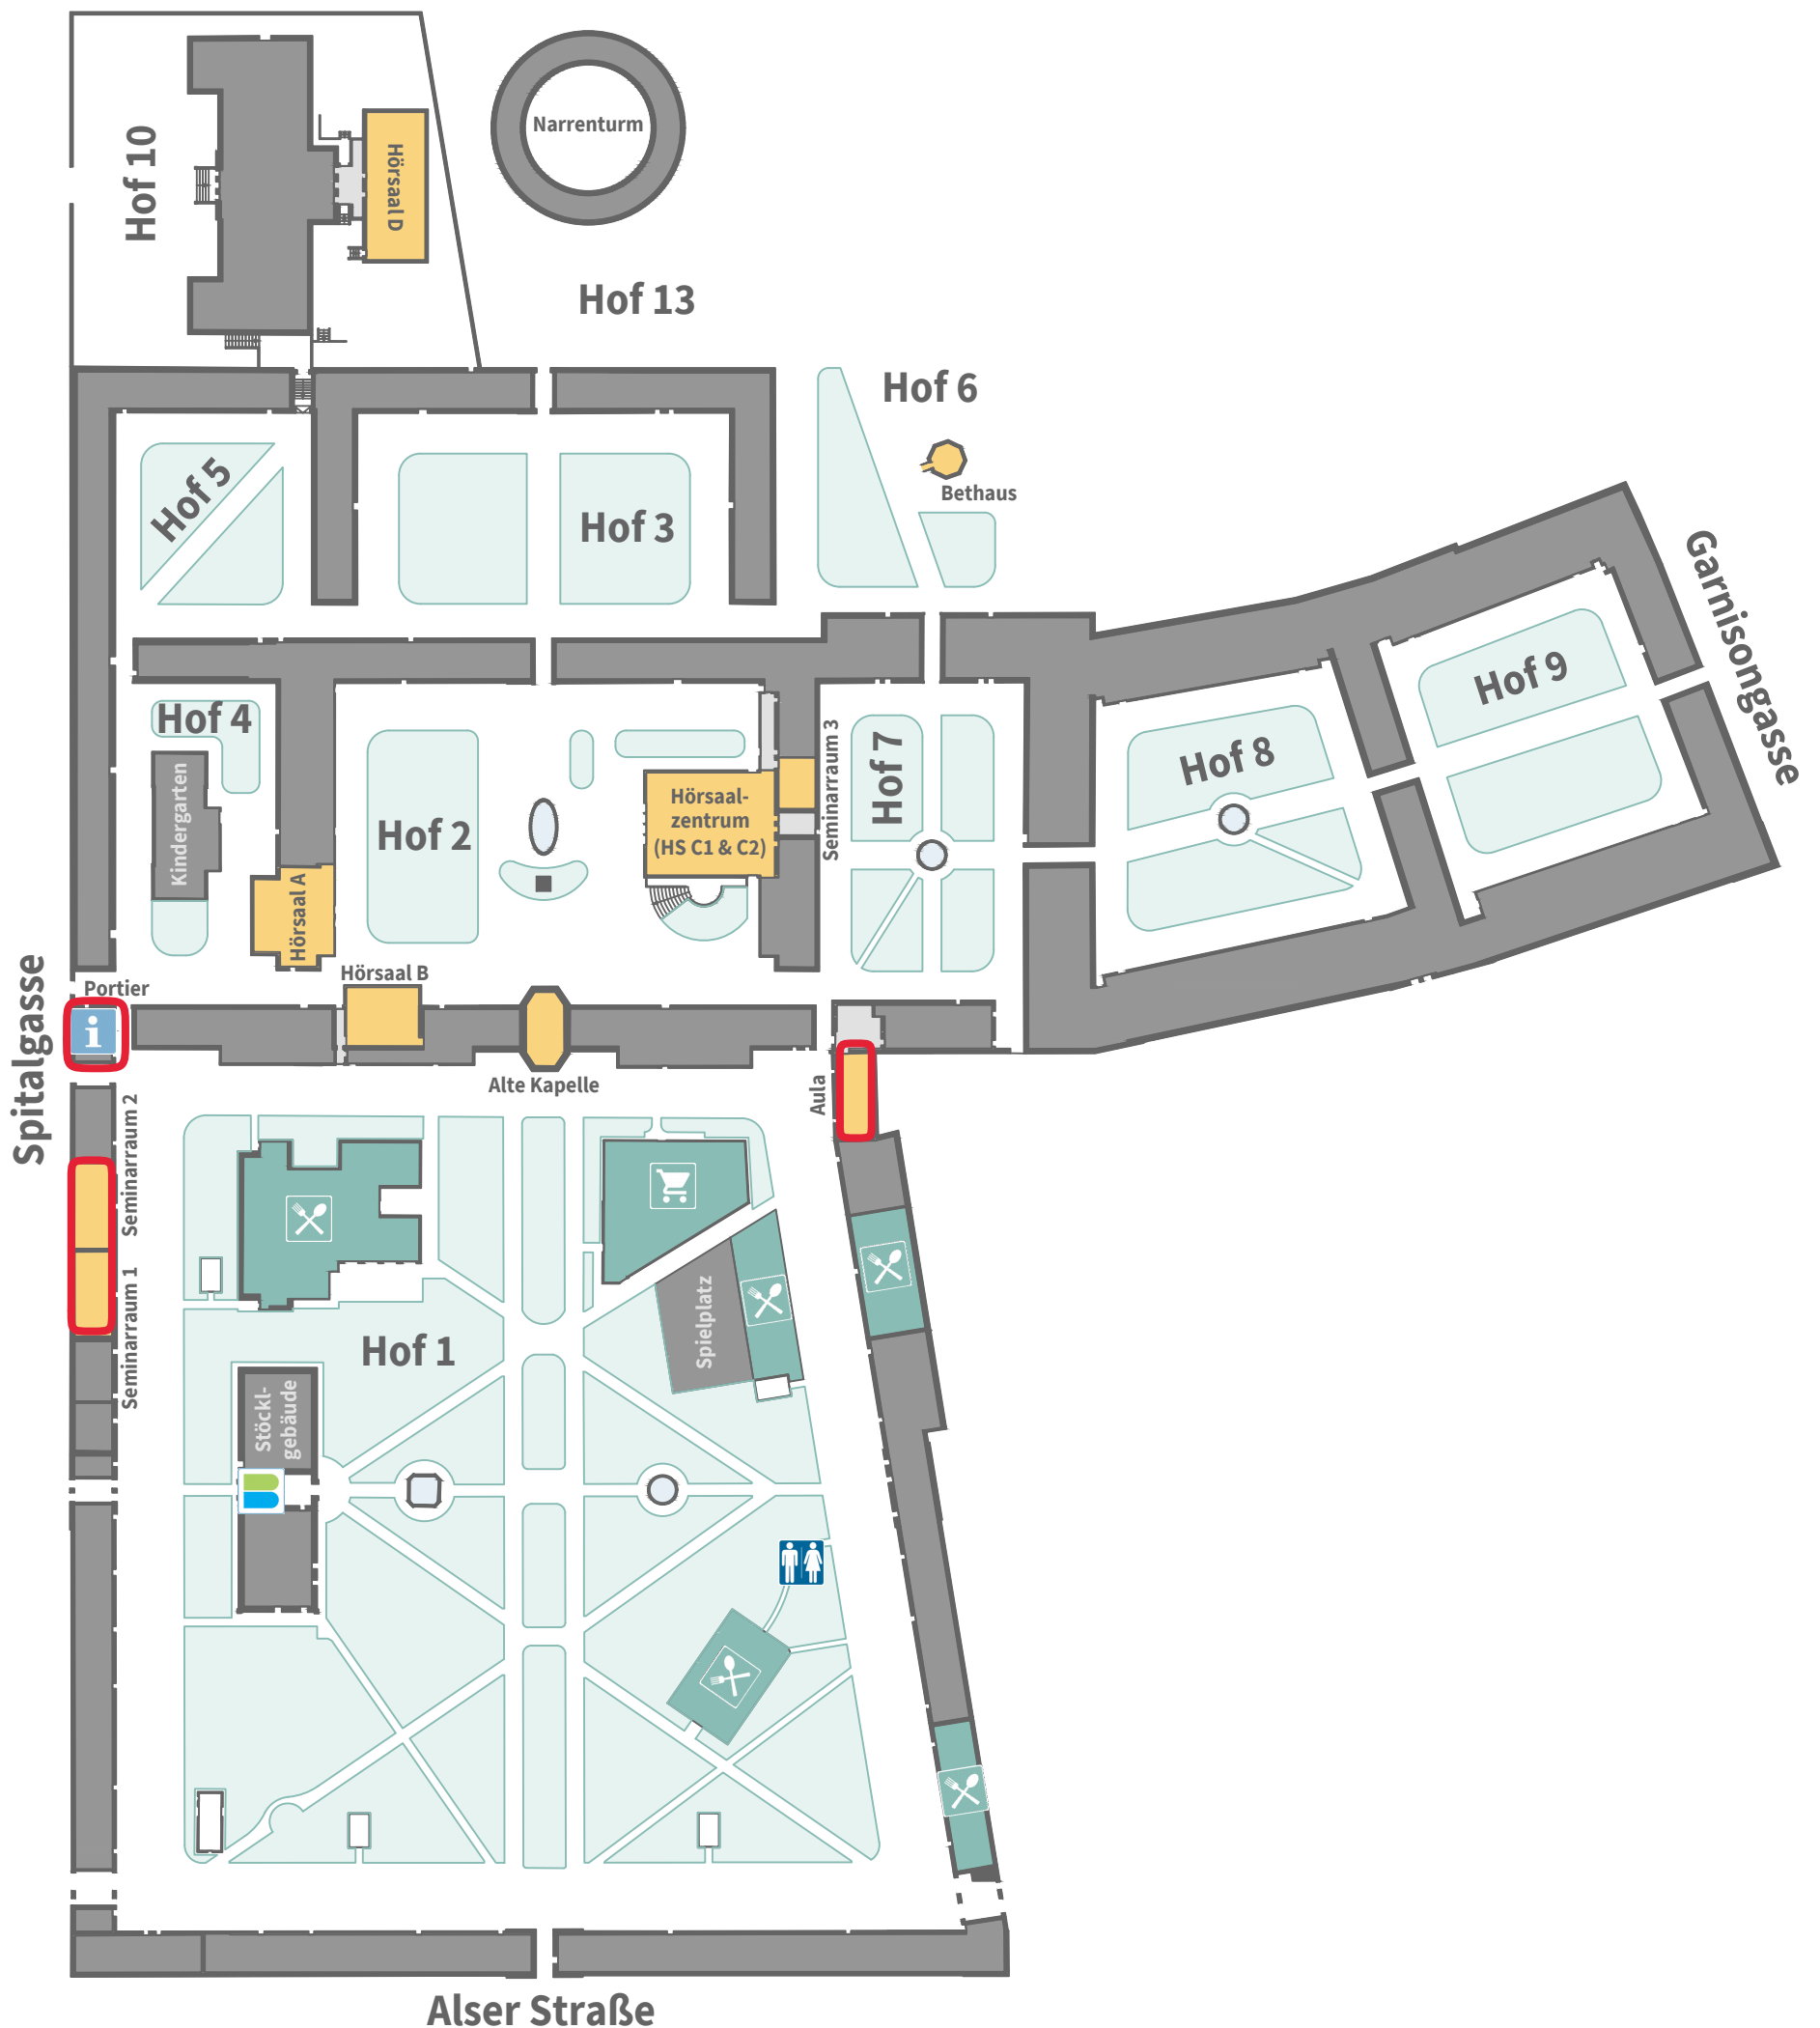 Narrenturm
Hof 10
Hörsaal D
Hof 13
Hof 6
Bethaus
Hof 5
Hof 3
Garnisongasse
Hof 9
Hof 4
Hof 8
Hof 7
Seminarraum 3
Kindergarten
Hof 2
Hörsaal-
zentrum
(HS C1 & C2)
Hörsaal A
Hörsaal B
Spitalgasse
Portier
i
Alte Kapelle
Aula
Seminarraum 2
Seminarraum 1
Spielplatz
Hof 1
Stöckl-
gebäude
Alser Straße